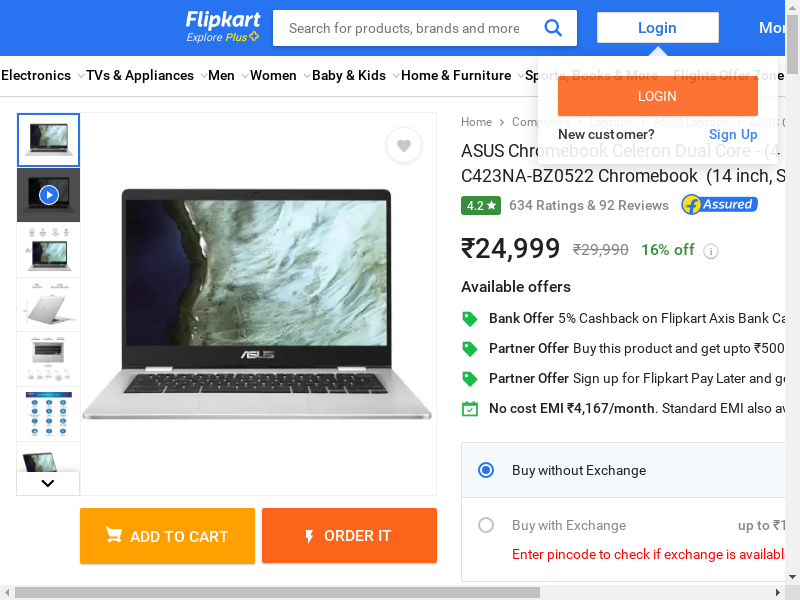 Flipkart
Explore Plus
Search for products, brands and more
Login
Electronics TVs & Appliances Men Women Baby & Kids Home & Furniture Sports, Books & More Flights Offer Zone
LOGIN
New customer? Sign Up
Home Computers Laptops ASUS Laptops ASUS
ASUS Chromebook Celeron Dual Core - (4
C423NA-BZ0522 Chromebook (14 inch, S
4.2 634 Ratings & 92 Reviews Assured
₹24,999 ₹29,990 16% off
Available offers
Bank Offer 5% Cashback on Flipkart Axis Bank Ca
Partner Offer Buy this product and get upto ₹500
Partner Offer Sign up for Flipkart Pay Later and ge
No cost EMI ₹4,167/month. Standard EMI also av
Buy without Exchange
Buy with Exchange up to ₹1
Enter pincode to check if exchange is availabl
ASUS
ADD TO CART
ORDER IT